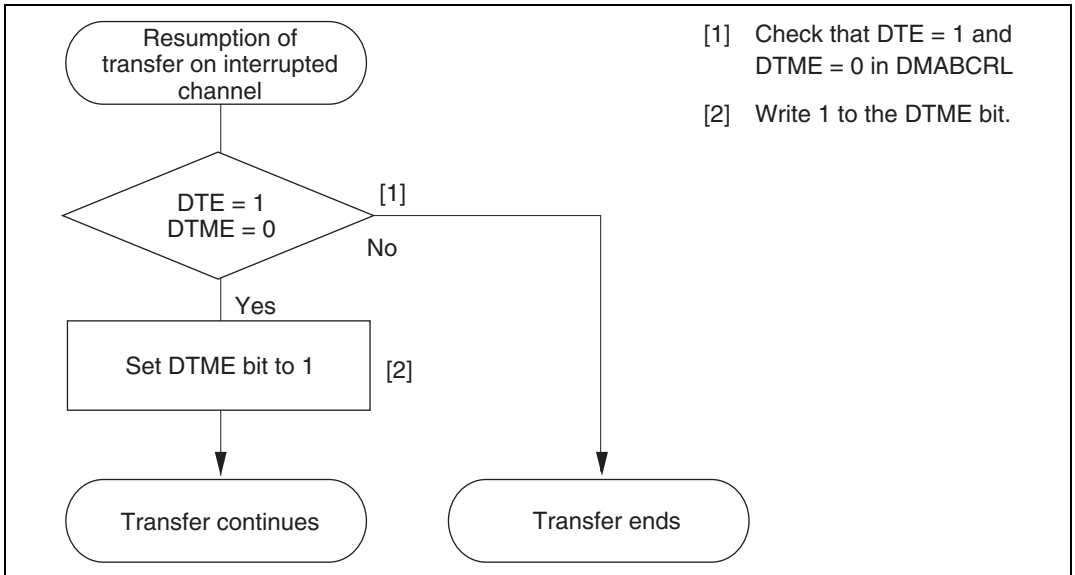 Resumption of
transfer on interrupted
channel
[1] Check that DTE = 1 and
DTME = 0 in DMABCRL
[2] Write 1 to the DTME bit.
DTE = 1
DTME = 0
[1]
No
Yes
Set DTME bit to 1
[2]
Transfer continues
Transfer ends